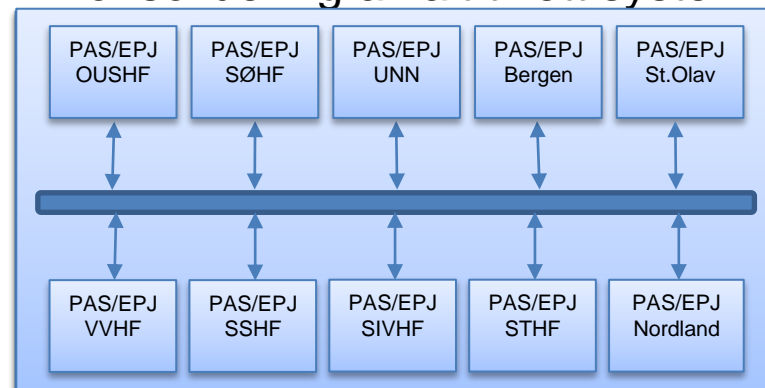 PAS/EPJ
OUSHF
PAS/EPJ
SØHF
PAS/EPJ
UNN
PAS/EPJ
Bergen
PAS/EPJ
St.Olav
PAS/EPJ
VVHF
PAS/EPJ
SSHF
PAS/EPJ
SIVHF
PAS/EPJ
STHF
PAS/EPJ
Nordland